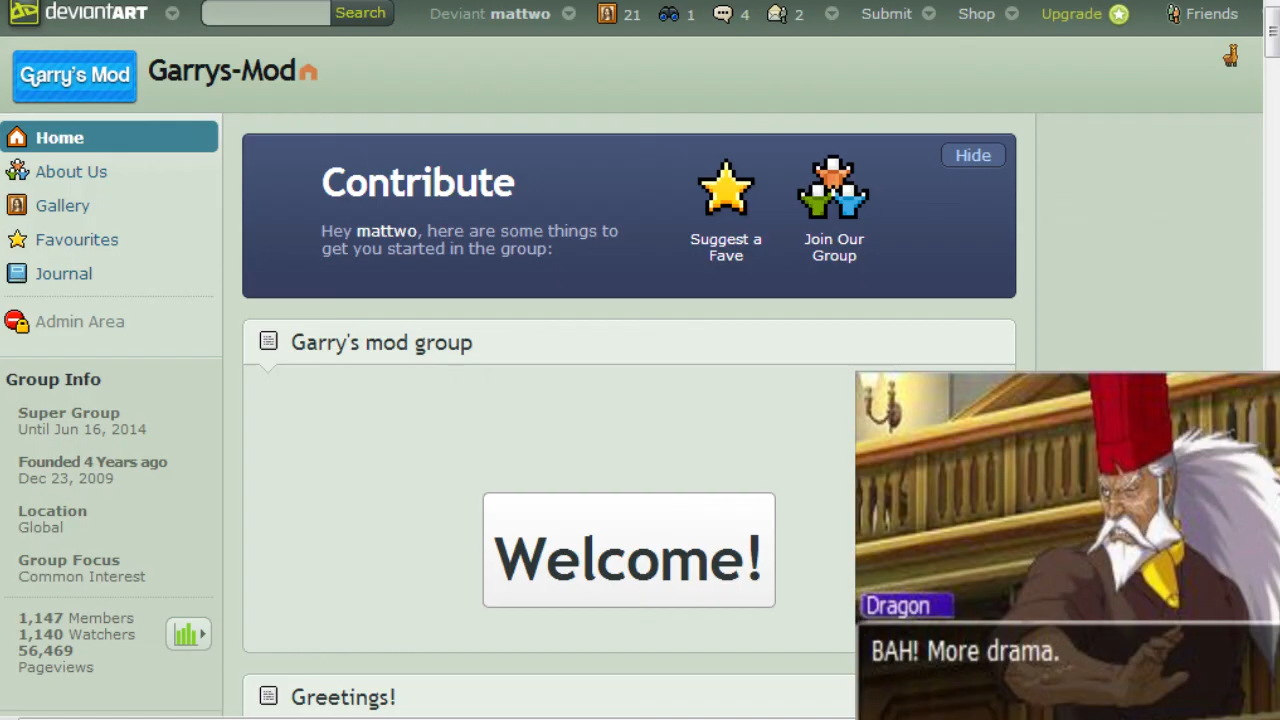 deviantART
Search
Deviant mattwo
21
1
4
2
Submit
Shop
Upgrade
Friends
Garry's Mod
Garrys-Mod
Home
About Us
Gallery
Favourites
Journal
Admin Area
Group Info
Super Group
Until Jun 16, 2014
Founded 4 Years ago
Dec 23, 2009
Location
Global
Group Focus
Common Interest
1,147 Members
1,140 Watchers
56,469
Pageviews
Contribute
Hey mattwo, here are some things to
get you started in the group:
Suggest a
Fave
Join Our
Group
Hide
Garry's mod group
Welcome!
Greetings!
Dragon
BAH! More drama.